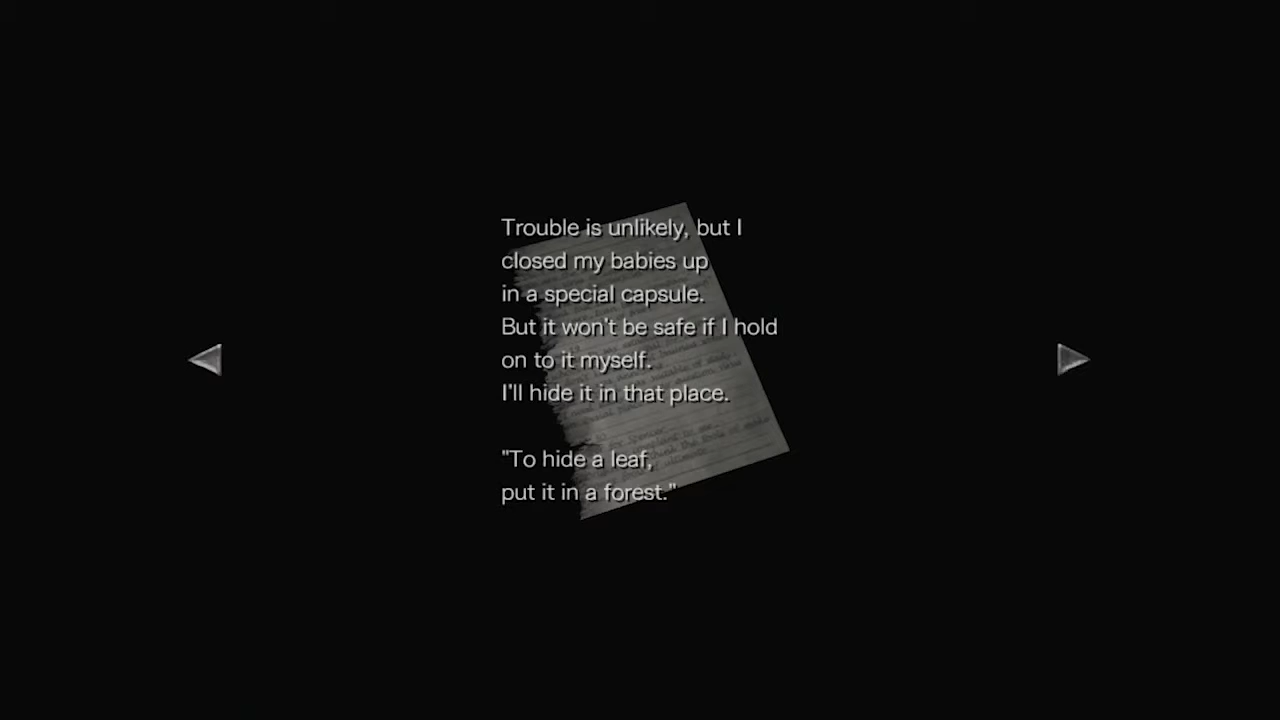 Trouble is unlikely, but I
closed my babies up
in a special capsule.
But it won't be safe if I hold
on to it myself.
I'll hide it in that place.
"To hide a leaf,
put it in a forest."